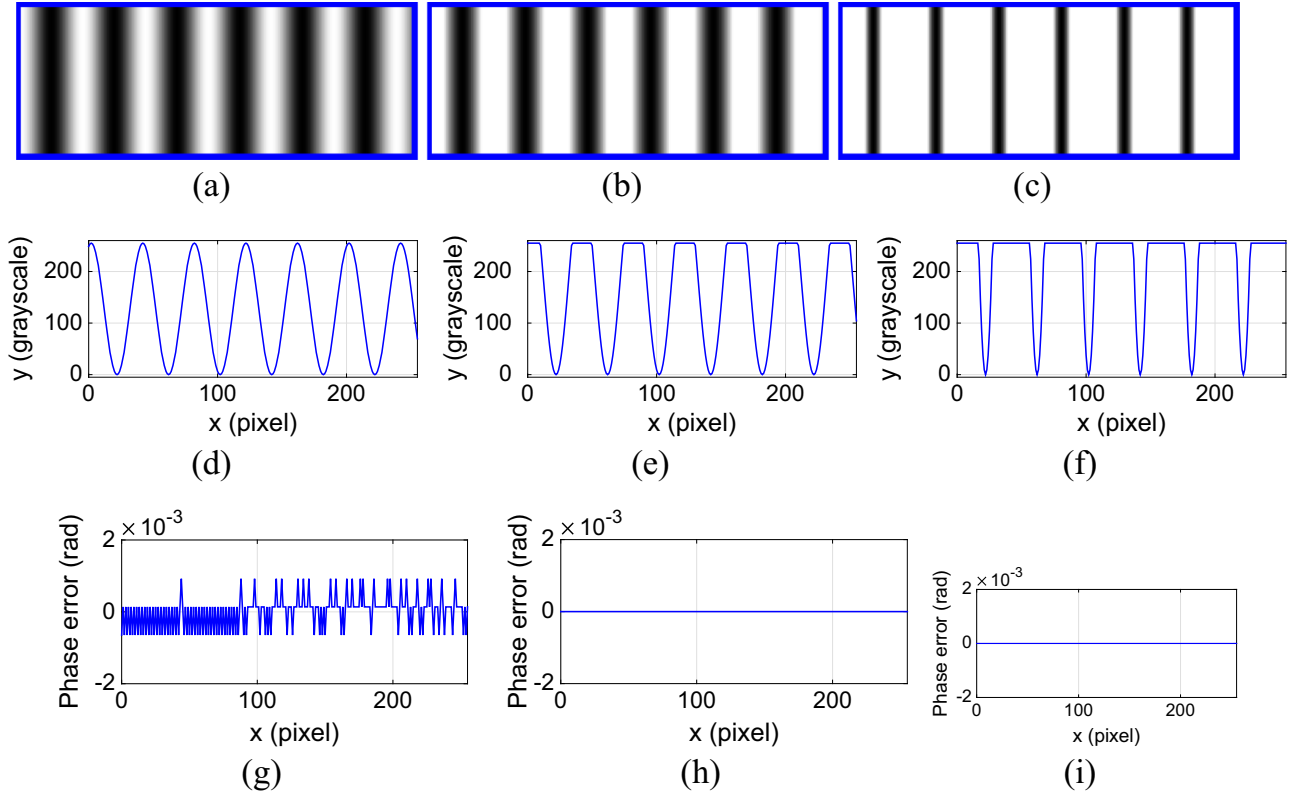 (a) (b) (c)
y (grayscale)
200
100
0
0 100 200
x (pixel)
(d)
y (grayscale)
200
100
0
0 100 200
x (pixel)
(e)
y (grayscale)
200
100
0
0 100 200
x (pixel)
(f)
Phase error (rad)
× 10-3
2
0
-2
0 100 200
x (pixel)
(g)
Phase error (rad)
× 10-3
2
0
-2
0 100 200
x (pixel)
(h)
Phase error (rad)
× 10-3
2
0
-2
0 100 200
x (pixel)
(i)